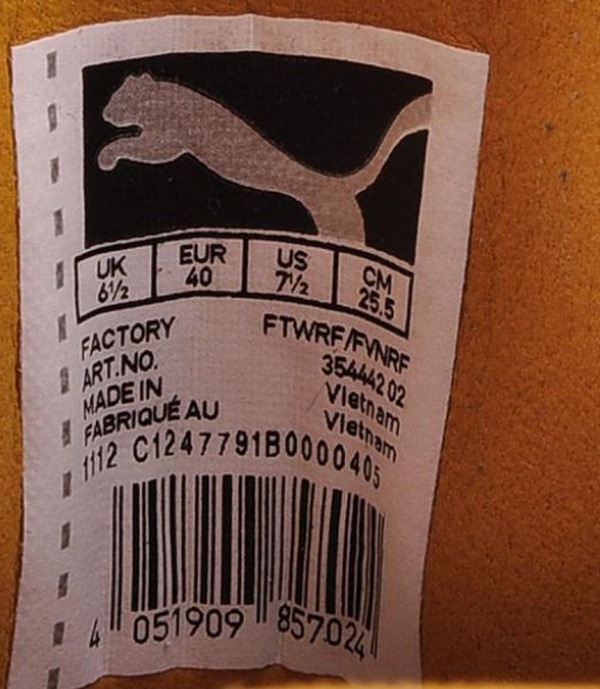 UK EUR US CM
6½ 40 7½ 25.5
FACTORY FTWRF/FVNRF
ART.NO. 354442 02
MADE IN Vietnam
FABRIQUÉ AU Vietnam
1112 C1247791B0000405
4 051909 857024